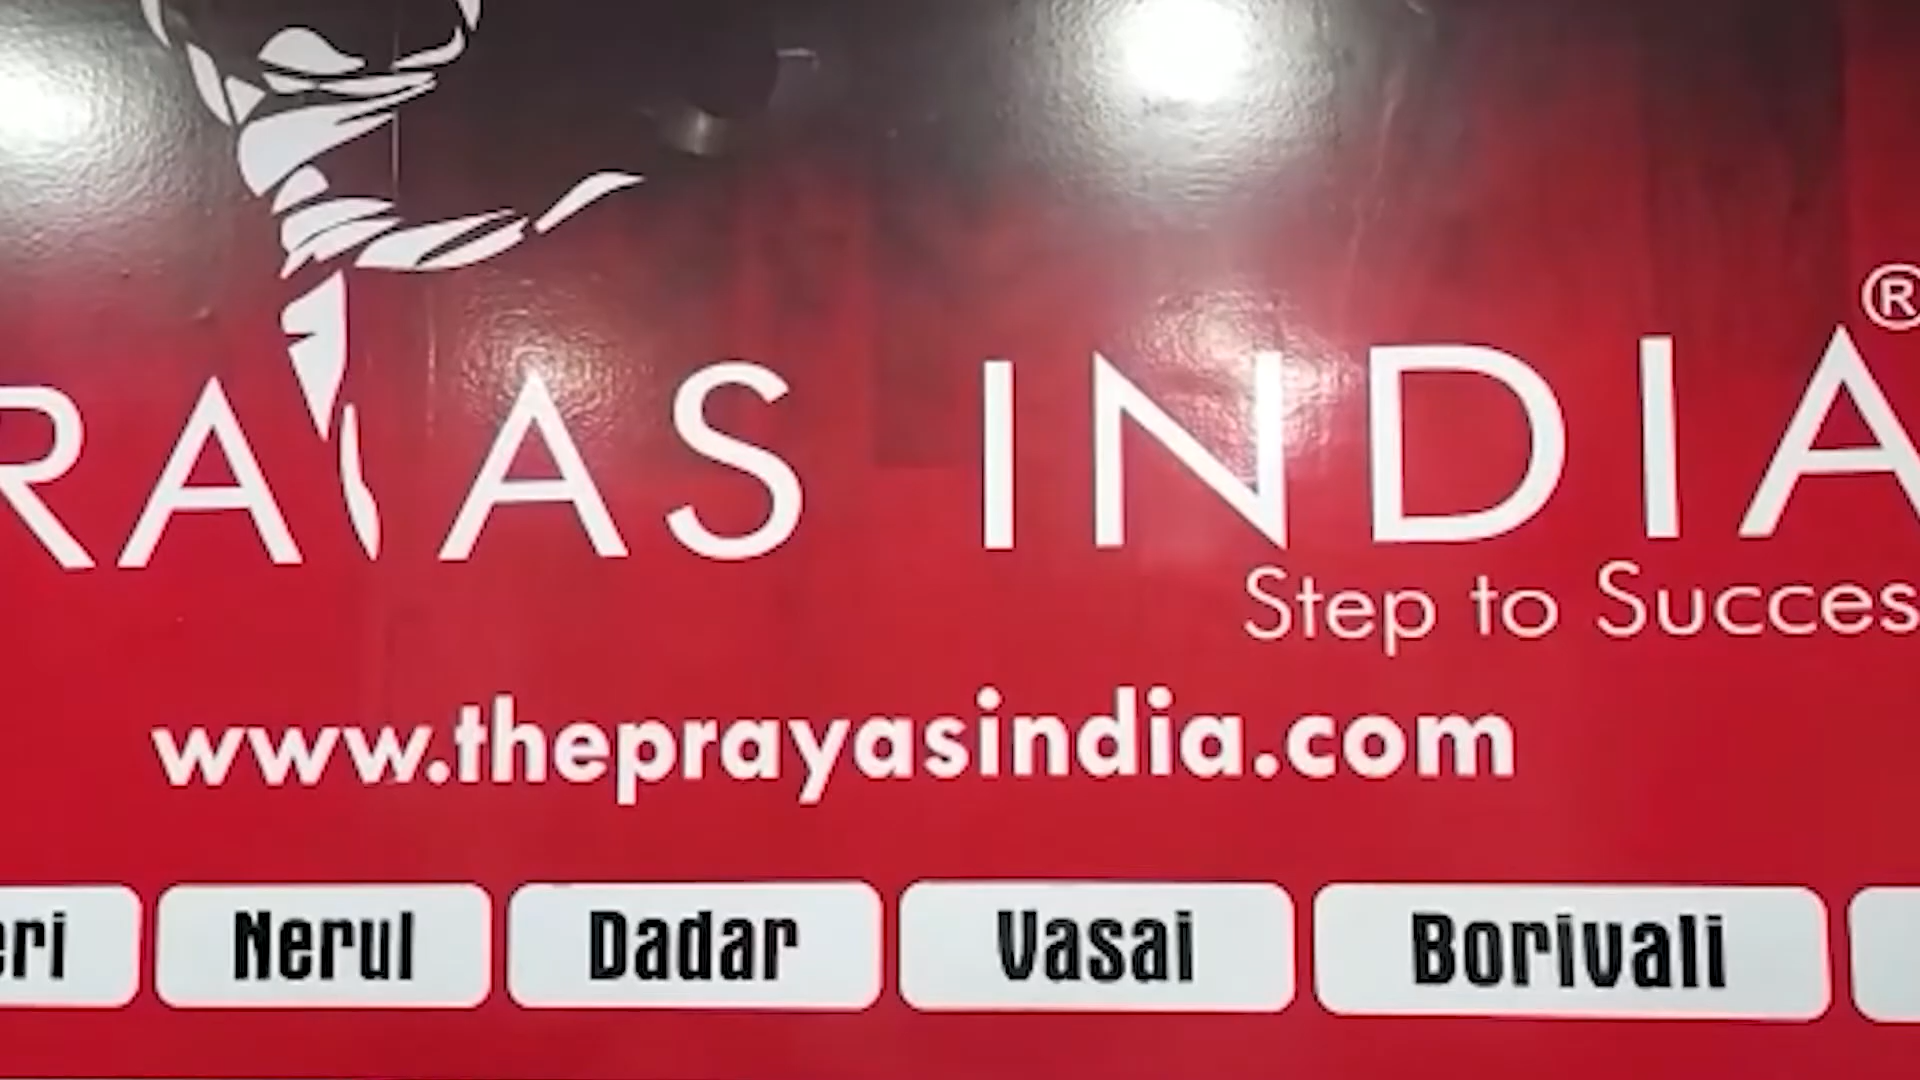 RAYAS INDIA®
Step to Succes
www.theprayasindia.com
eri Nerul Dadar Vasai Borivali